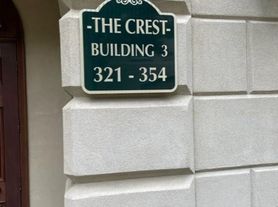 -THE CREST-
BUILDING 3
321 - 354